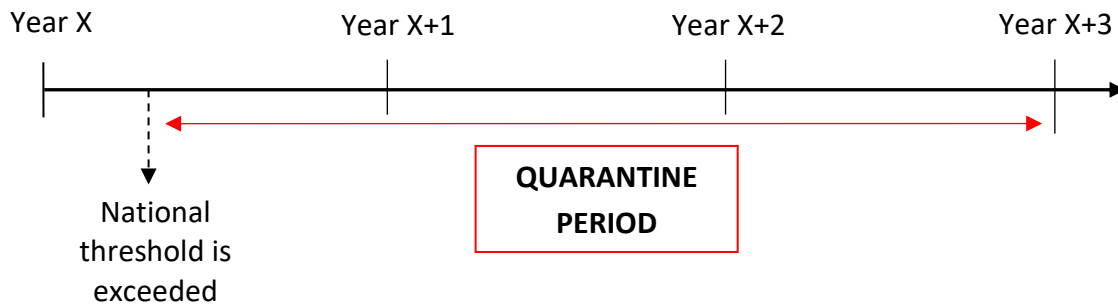 Year X
Year X+1
Year X+2
Year X+3
QUARANTINE
PERIOD
National
threshold is
exceeded